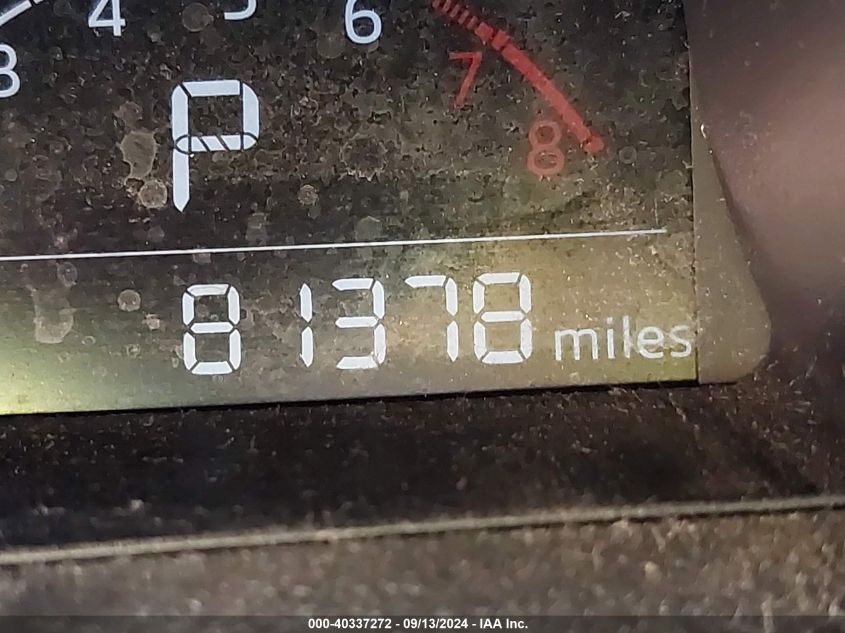 3 4 5 6 7 8
P
81378 miles
000-40337272 - 09/13/2024 - IAA Inc.